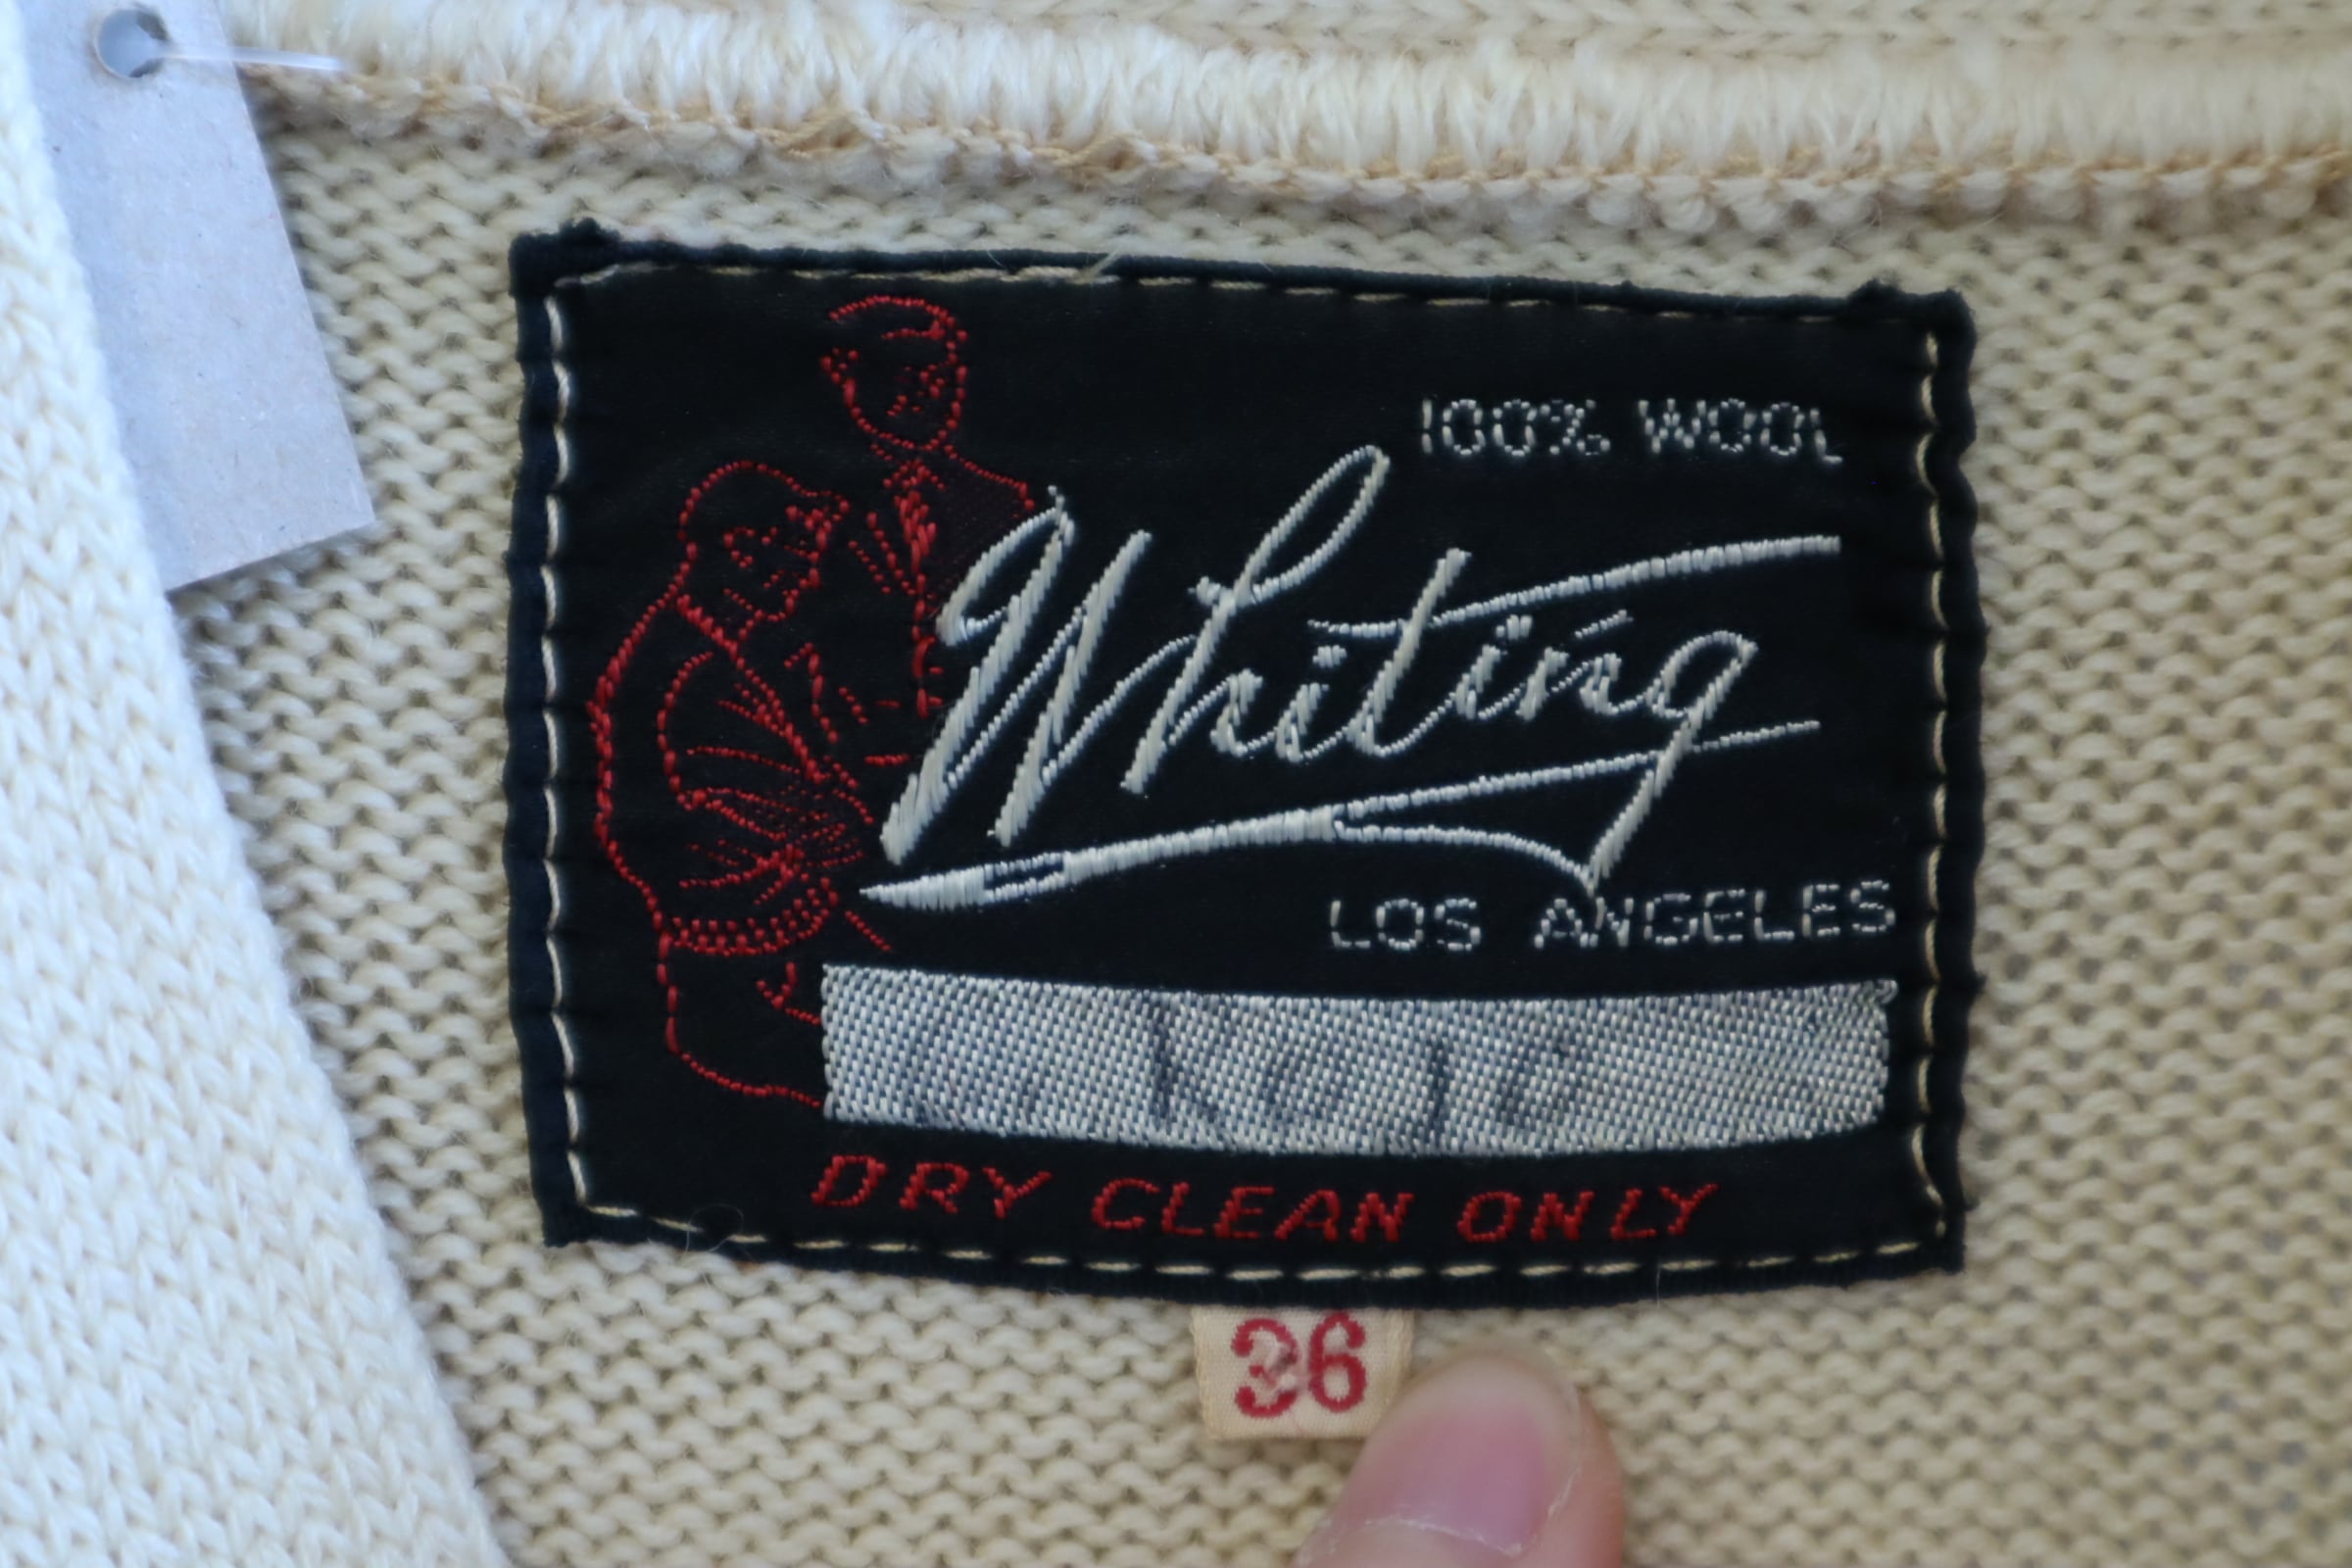 100% WOOL
Whiting
LOS ANGELES
DRY CLEAN ONLY
36